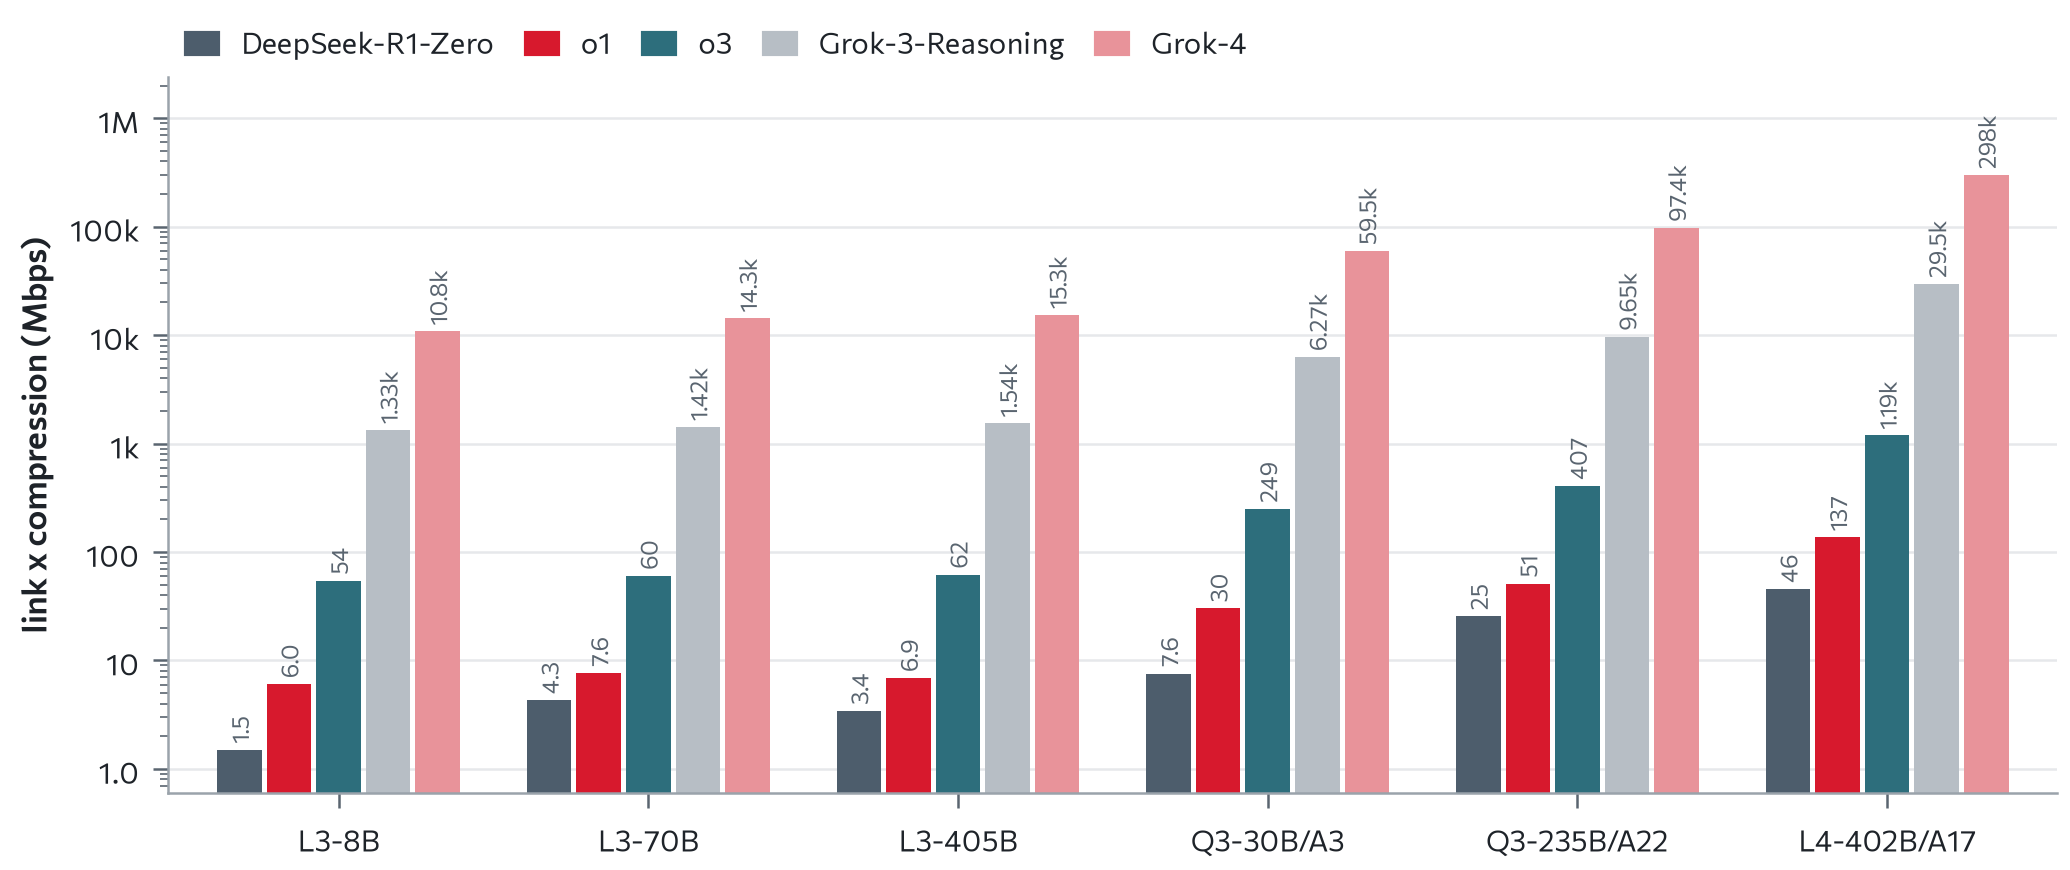 DeepSeek-R1-Zero o1 o3 Grok-3-Reasoning Grok-4
link x compression (Mbps)
1M
100k
10k
1k
100
10
1.0
1.5 6.0 54 1.33k 10.8k
4.3 7.6 60 1.42k 14.3k
3.4 6.9 62 1.54k 15.3k
7.6 30 249 6.27k 59.5k
25 51 407 9.65k 97.4k
46 137 1.19k 29.5k 298k
L3-8B L3-70B L3-405B Q3-30B/A3 Q3-235B/A22 L4-402B/A17